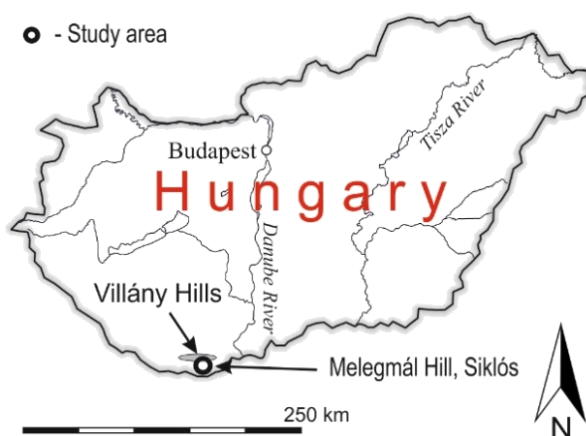 - Study area
Tisza River
Budapest
Hungary
Danube River
Villány Hills
Melegmál Hill, Siklós
250 km
N